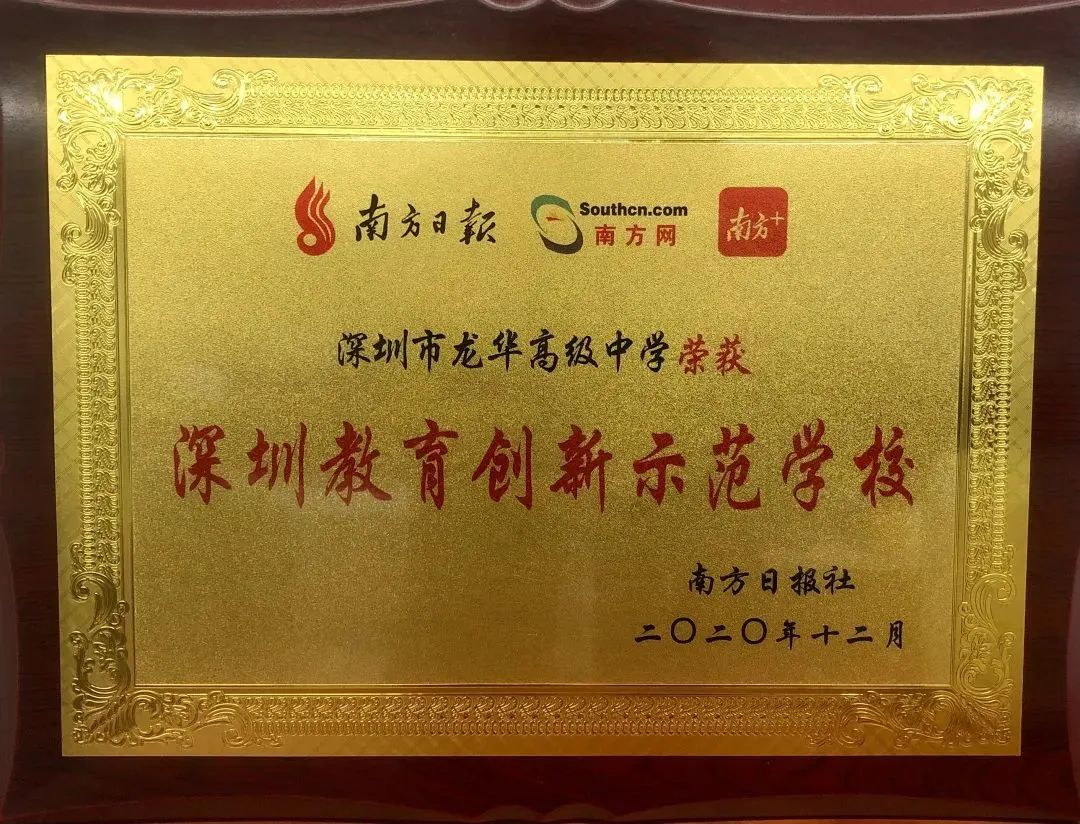 南方日報 Southcn.com 南方+
南方网
深圳市龙华高级中学荣获
深圳教育创新示范学校
南方日报社
二〇二〇年十二月